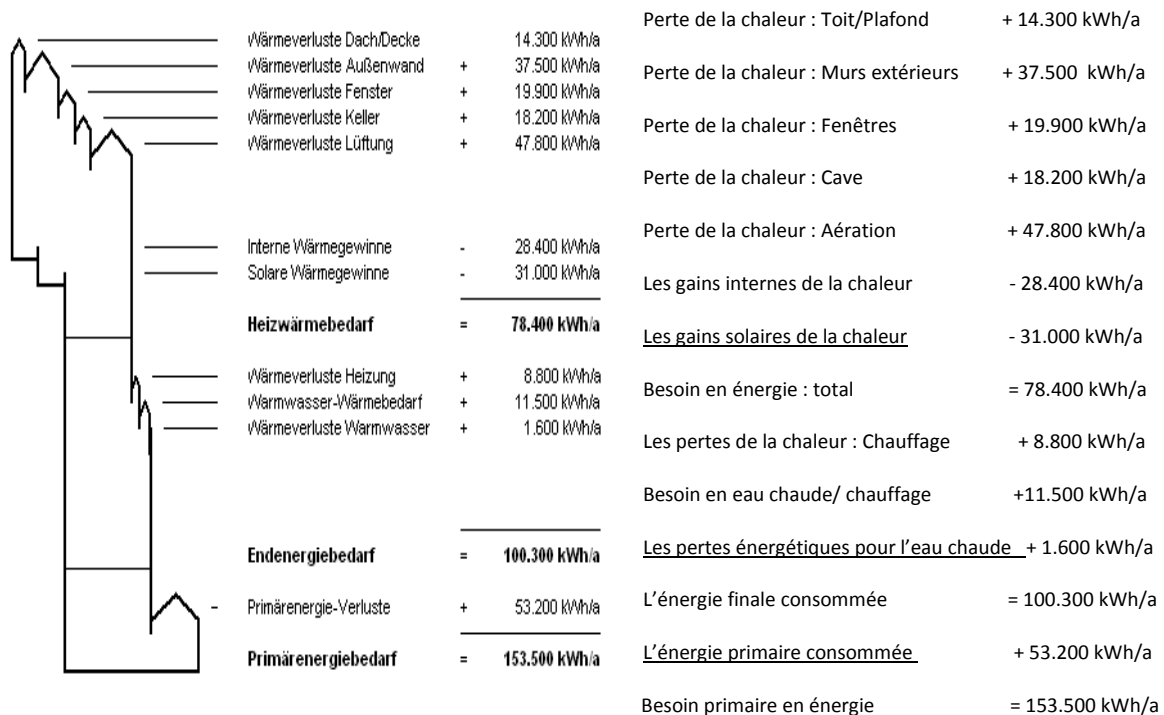 Wärmeverluste Dach/Decke 14.300 kWh/a
Wärmeverluste Außenwand + 37.500 kWh/a
Wärmeverluste Fenster + 19.900 kWh/a
Wärmeverluste Keller + 18.200 kWh/a
Wärmeverluste Lüftung + 47.800 kWh/a
Interne Wärmegewinne - 28.400 kWh/a
Solare Wärmegewinne - 31.000 kWh/a
Heizwärmebedarf = 78.400 kWh/a
Wärmeverluste Heizung + 8.800 kWh/a
Warmwasser-Wärmebedarf + 11.500 kWh/a
Wärmeverluste Warmwasser + 1.600 kWh/a
Endenergiebedarf = 100.300 kWh/a
Primärenergie-Verluste + 53.200 kWh/a
Primärenergiebedarf = 153.500 kWh/a
Perte de la chaleur : Toit/Plafond + 14.300 kWh/a
Perte de la chaleur : Murs extérieurs + 37.500 kWh/a
Perte de la chaleur : Fenêtres + 19.900 kWh/a
Perte de la chaleur : Cave + 18.200 kWh/a
Perte de la chaleur : Aération + 47.800 kWh/a
Les gains internes de la chaleur - 28.400 kWh/a
Les gains solaires de la chaleur - 31.000 kWh/a
Besoin en énergie : total = 78.400 kWh/a
Les pertes de la chaleur : Chauffage + 8.800 kWh/a
Besoin en eau chaude/ chauffage +11.500 kWh/a
Les pertes énergétiques pour l’eau chaude + 1.600 kWh/a
L’énergie finale consommée = 100.300 kWh/a
L’énergie primaire consommée + 53.200 kWh/a
Besoin primaire en énergie = 153.500 kWh/a